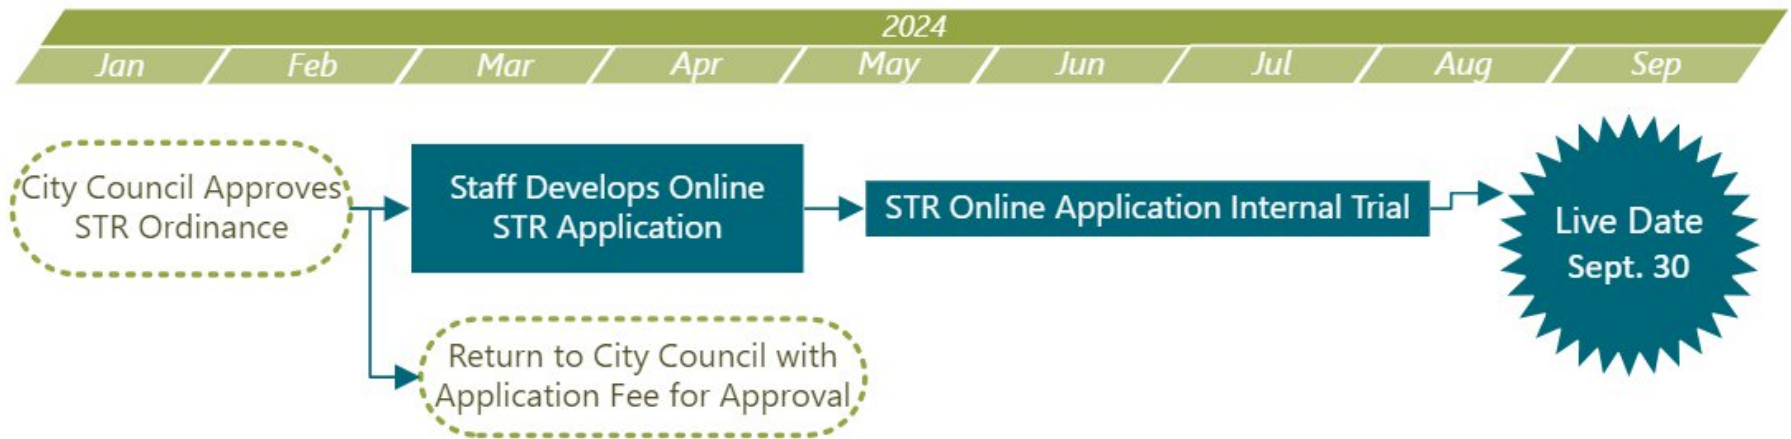 2024
Jan Feb Mar Apr May Jun Jul Aug Sep
City Council Approves
STR Ordinance
Staff Develops Online
STR Application
STR Online Application Internal Trial
Live Date
Sept. 30
Return to City Council with
Application Fee for Approval